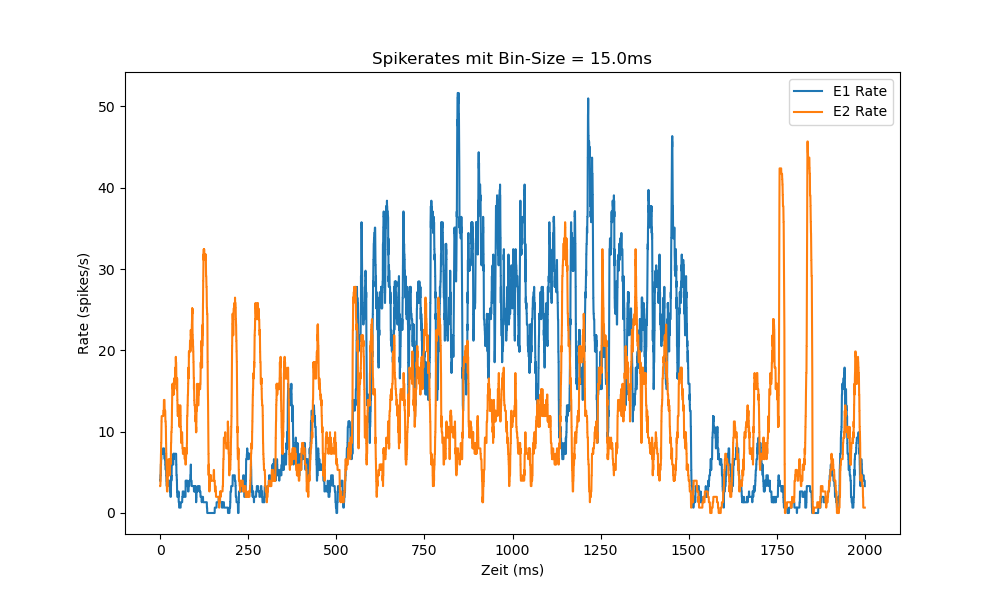 Spikerates mit Bin-Size = 15.0ms
E1 Rate
E2 Rate
Rate (spikes/s)
50
40
30
20
10
0
0 250 500 750 1000 1250 1500 1750 2000
Zeit (ms)